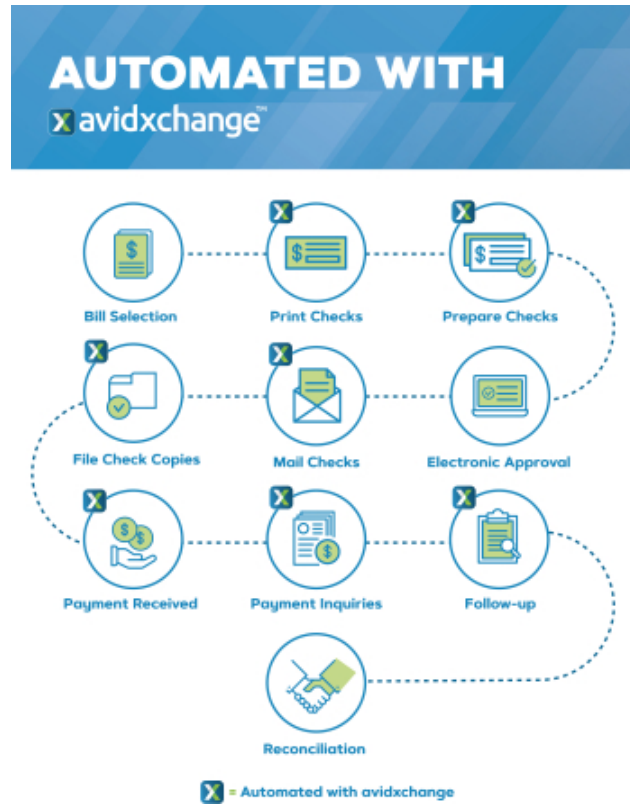 AUTOMATED WITH
avidxchange™
Bill Selection
Print Checks
Prepare Checks
File Check Copies
Mail Checks
Electronic Approval
Payment Received
Payment Inquiries
Follow-up
Reconciliation
X = Automated with avidxchange